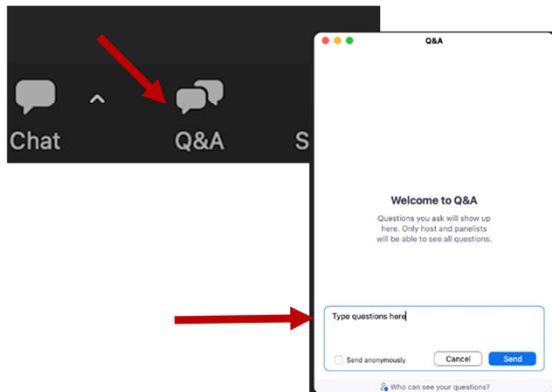 Chat
Q&A
S
Q&A
Welcome to Q&A
Questions you ask will show up
here. Only host and panelists
will be able to see all questions.
Type questions here
Send anonymously
Cancel
Send
Who can see your questions?